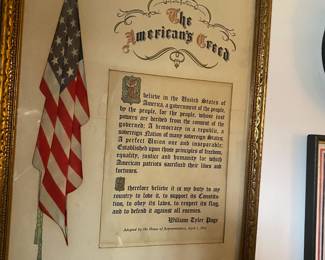 The
American's Creed
I believe in the United States of
America, a government of the people,
by the people, for the people, whose just
powers are derived from the consent of the
governed; A democracy in a republic, a
sovereign Nation of many sovereign States;
A perfect Union one and inseparable;
Established upon those principles of freedom,
equality, justice and humanity for which
American patriots sacrificed their lives and
fortunes.
I therefore believe it is my duty to my
country to love it, to support its Constitu-
tion, to obey its laws, to respect its flag,
and to defend it against all enemies.
William Tyler Page
Adopted by the House of Representatives, April 3, 1918